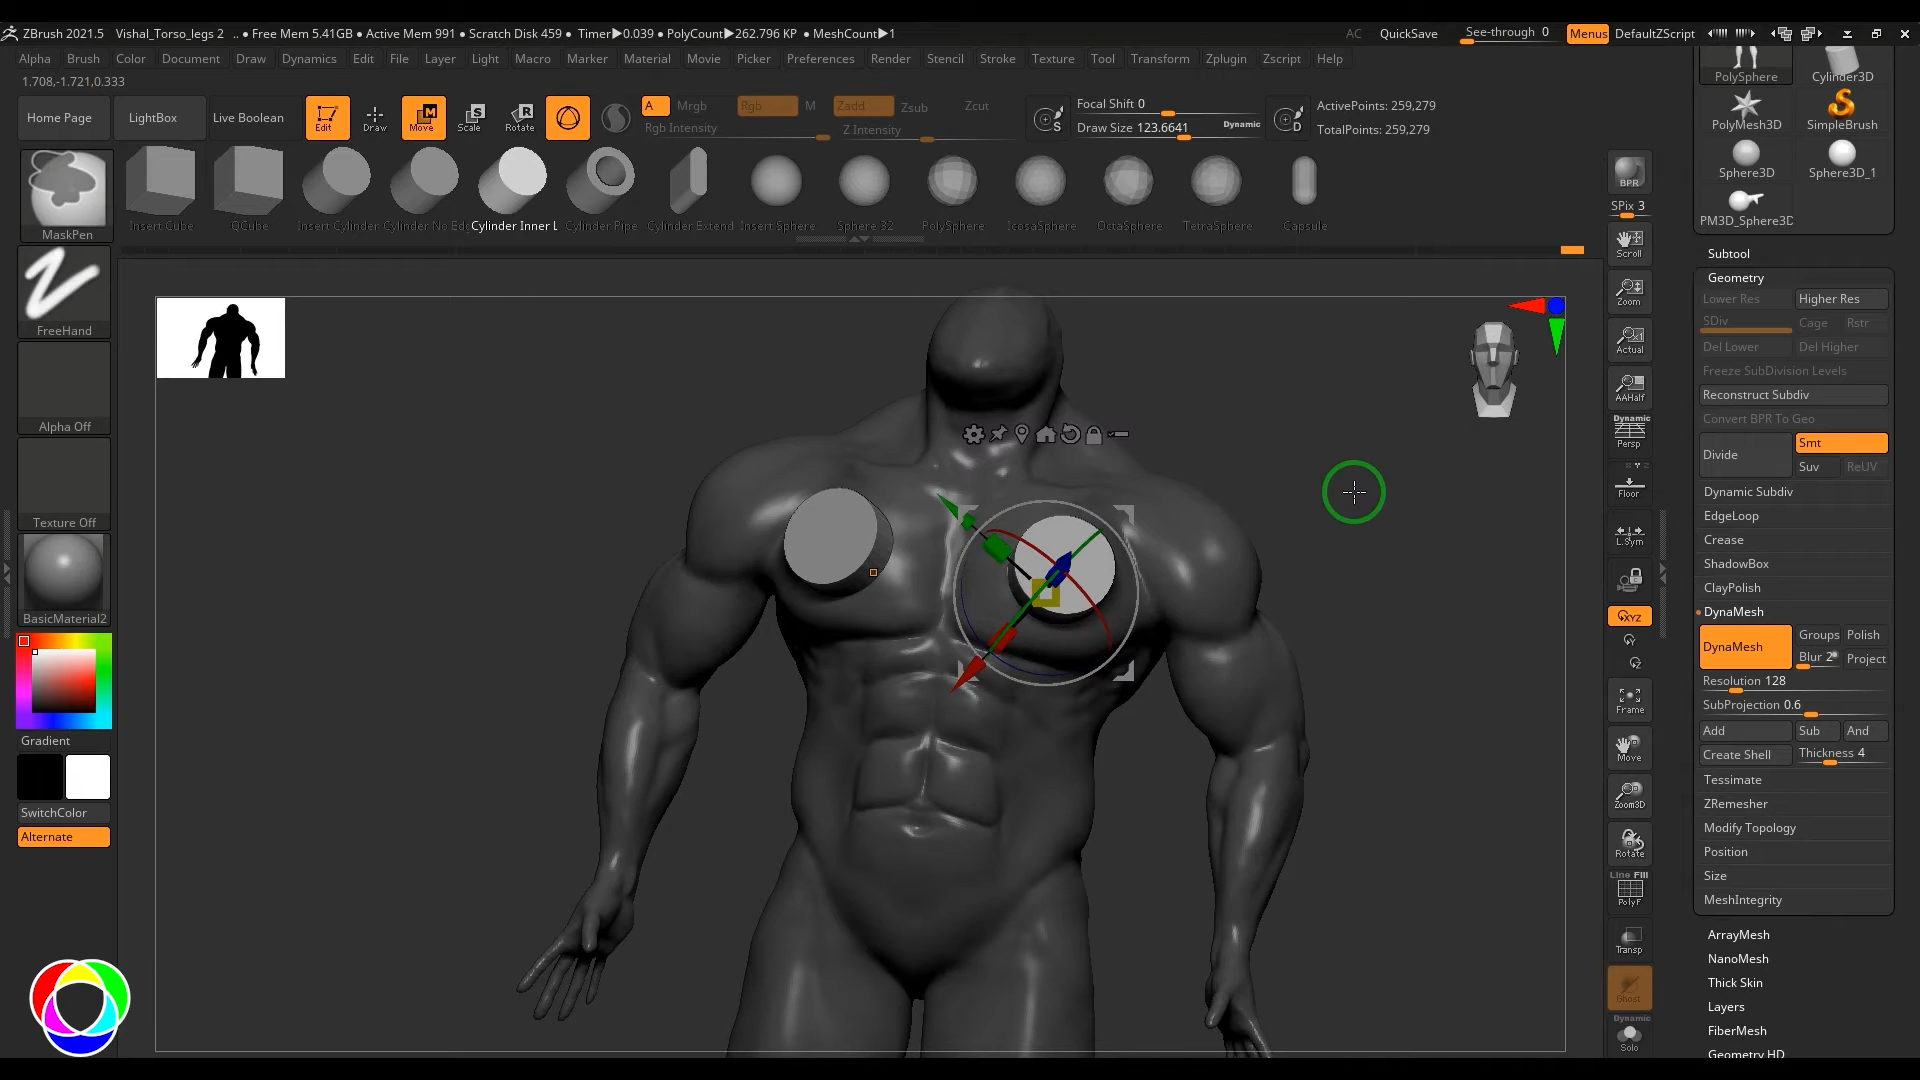 ZBrush 2021.5 Vishal_Torso_legs 2 .. • Free Mem 5.41GB • Active Mem 991 • Scratch Disk 459 • Timer▶0.039 • PolyCount▶262.796 KP • MeshCount▶1 AC QuickSave See-through 0 Menus DefaultZScript
Alpha Brush Color Document Draw Dynamics Edit File Layer Light Macro Marker Material Movie Picker Preferences Render Stencil Stroke Texture Tool Transform Zplugin Zscript Help
1.708,-1.721,0.333
Home Page LightBox Live Boolean Edit Draw Move Scale Rotate
A Mrgb Rgb M Zadd Zsub Zcut
Rgb Intensity Z Intensity
S Focal Shift 0
Draw Size 123.6641 Dynamic D
ActivePoints: 259,279
TotalPoints: 259,279
MaskPen
Insert Cube QCube Insert Cylinder Cylinder No Ed Cylinder Inner L Cylinder Pipe Cylinder Extend Insert Sphere Sphere 32 PolySphere IcosaSphere OctaSphere TetraSphere Capsule
FreeHand
Alpha Off
Texture Off
BasicMaterial2
Gradient
SwitchColor
Alternate
BPR
SPix 3
Scroll
Zoom
Actual
AAHalf
Dynamic
Persp
Floor
L.Sym
XYZ
Y
Z
Frame
Move
Zoom3D
Rotate
Line Fill
PolyF
Transp
Ghost
Dynamic
Solo
PolySphere Cylinder3D
PolyMesh3D SimpleBrush
Sphere3D Sphere3D_1
PM3D_Sphere3D
Subtool
Geometry
Lower Res Higher Res
SDiv Cage Rstr
Del Lower Del Higher
Freeze SubDivision Levels
Reconstruct Subdiv
Convert BPR To Geo
Divide Smt
Suv ReUV
Dynamic Subdiv
EdgeLoop
Crease
ShadowBox
ClayPolish
DynaMesh
DynaMesh Groups Polish
Blur 2 Project
Resolution 128
SubProjection 0.6
Add Sub And
Create Shell Thickness 4
Tessimate
ZRemesher
Modify Topology
Position
Size
MeshIntegrity
ArrayMesh
NanoMesh
Thick Skin
Layers
FiberMesh
Geometry HD